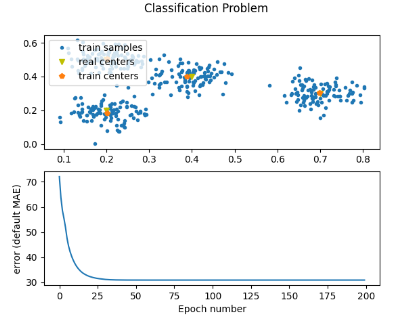 Classification Problem
0.6
0.4
0.2
0.0
train samples
real centers
train centers
0.1 0.2 0.3 0.4 0.5 0.6 0.7 0.8
error (default MAE)
70
60
50
40
30
0 25 50 75 100 125 150 175 200
Epoch number